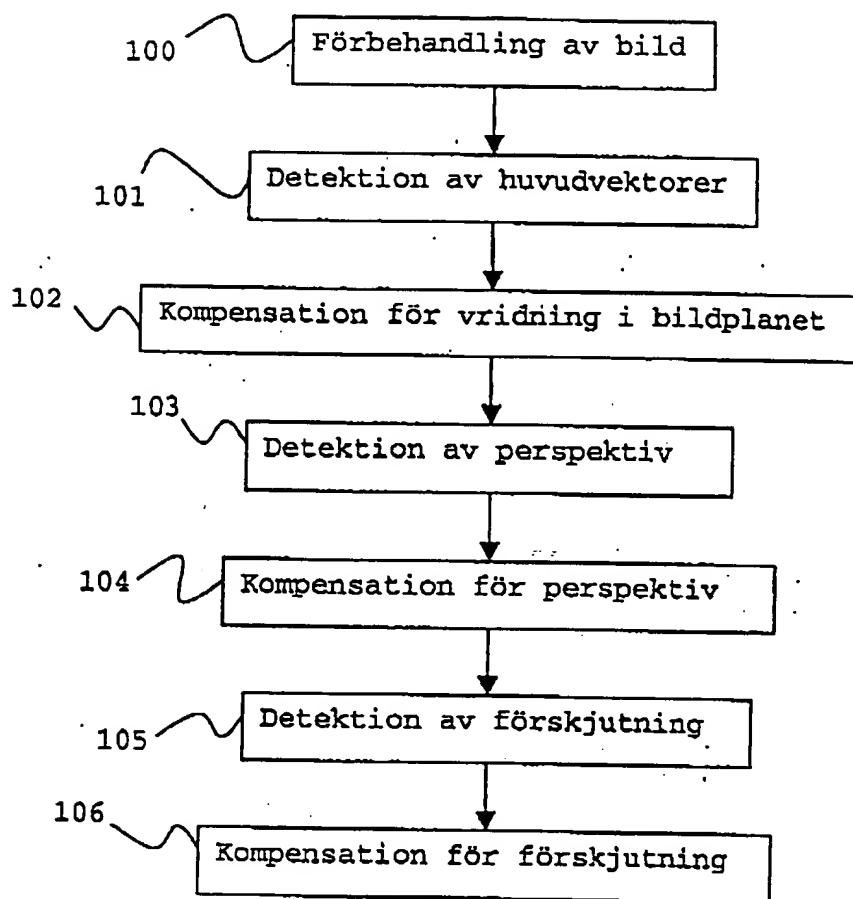 100 Förbehandling av bild
101 Detektion av huvudvektorer
102 Kompensation för vridning i bildplanet
103 Detektion av perspektiv
104 Kompensation för perspektiv
105 Detektion av förskjutning
106 Kompensation för förskjutning